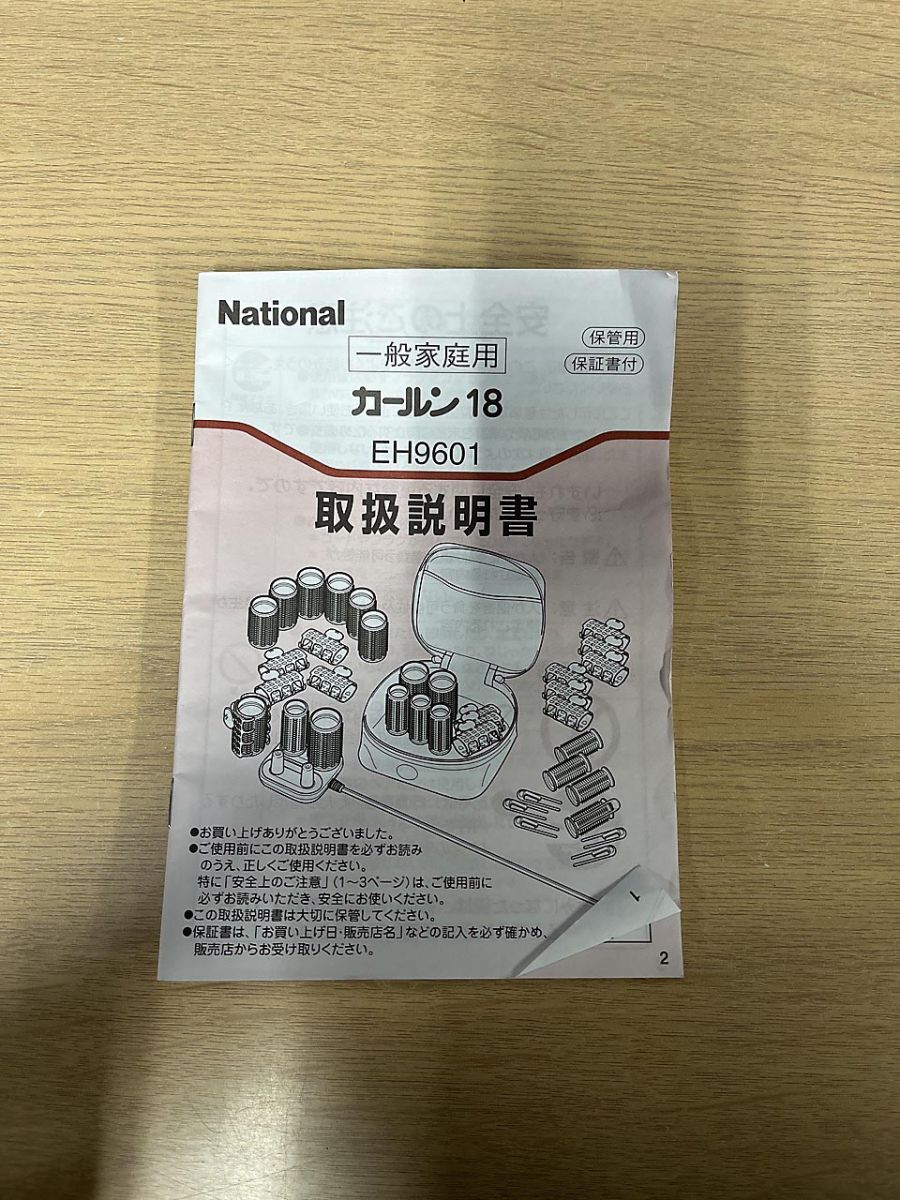 National
一般家庭用
保管用
保証書付
カールン 18
EH9601
取扱説明書
●お買い上げありがとうございました。
●ご使用前にこの取扱説明書を必ずお読み
のうえ、正しくご使用ください。
特に「安全上のご注意」(1〜3ページ)は、ご使用前に
必ずお読みいただき、安全にお使いください。
●この取扱説明書は大切に保管してください。
●保証書は、「お買い上げ日・販売店名」などの記入を必ず確かめ、
販売店からお受け取りください。
1
2